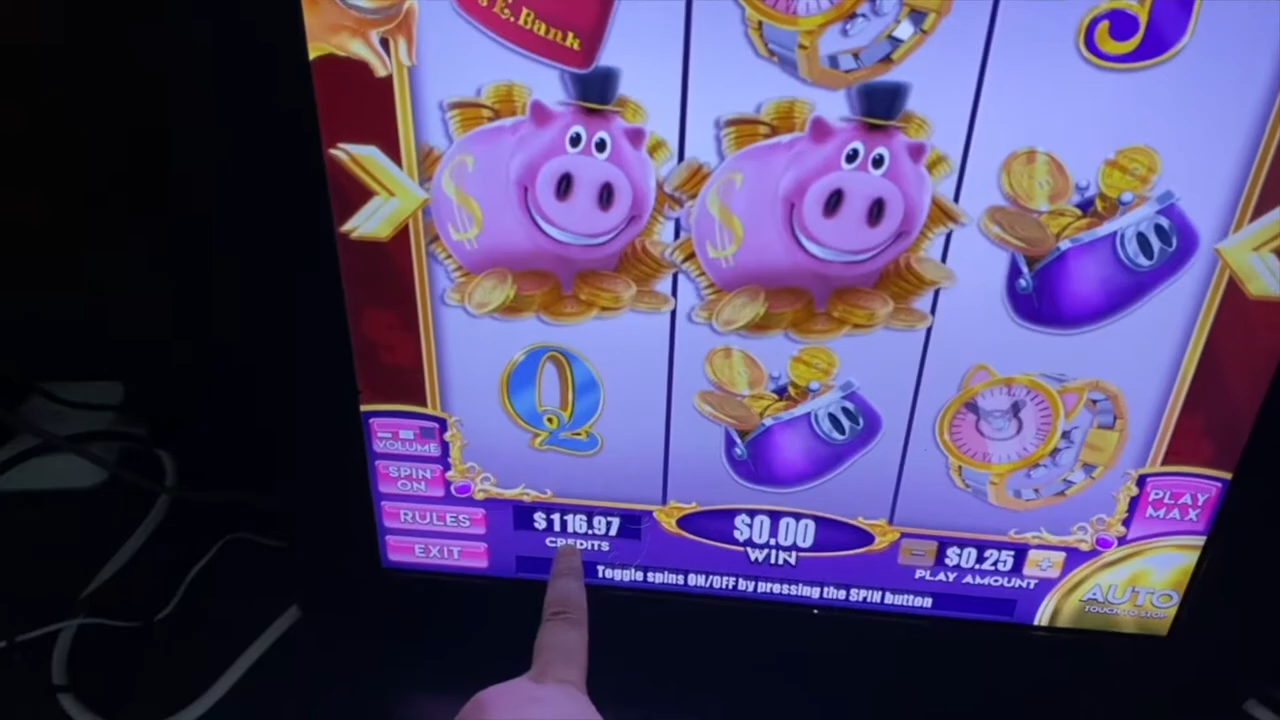 E. Bank
J
$
$
Q
VOLUME
SPIN
ON
RULES
EXIT
$116.97
CREDITS
$0.00
WIN
$0.25
PLAY AMOUNT
PLAY
MAX
AUTO
TOUCH TO STOP
Toggle spins ON/OFF by pressing the SPIN button